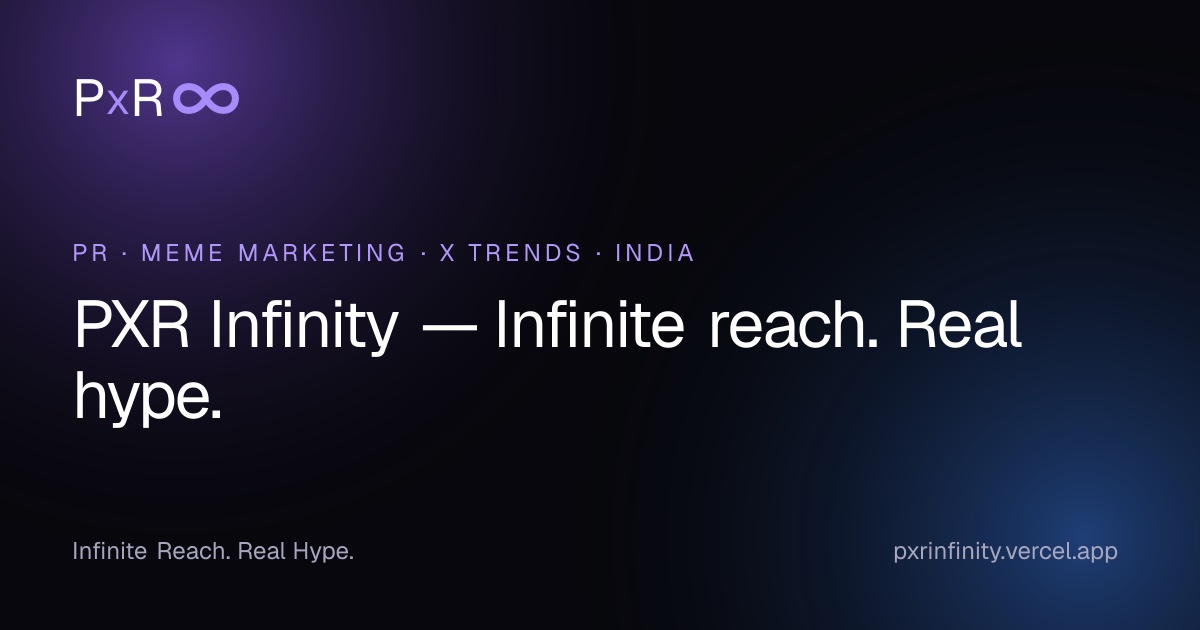 PxR∞
PR · MEME MARKETING · X TRENDS · INDIA
PXR Infinity — Infinite reach. Real
hype.
Infinite Reach. Real Hype.
pxrinfinity.vercel.app